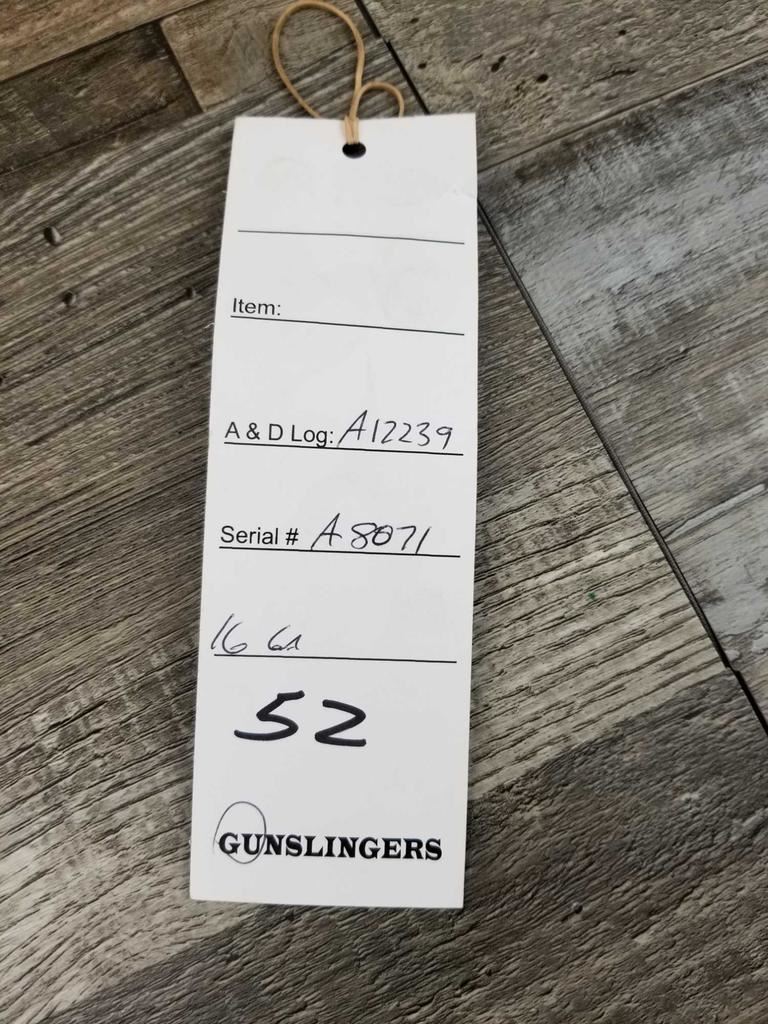 Item:
A & D Log: A12239
Serial # A8071
16 Ga
52
GUNSLINGERS